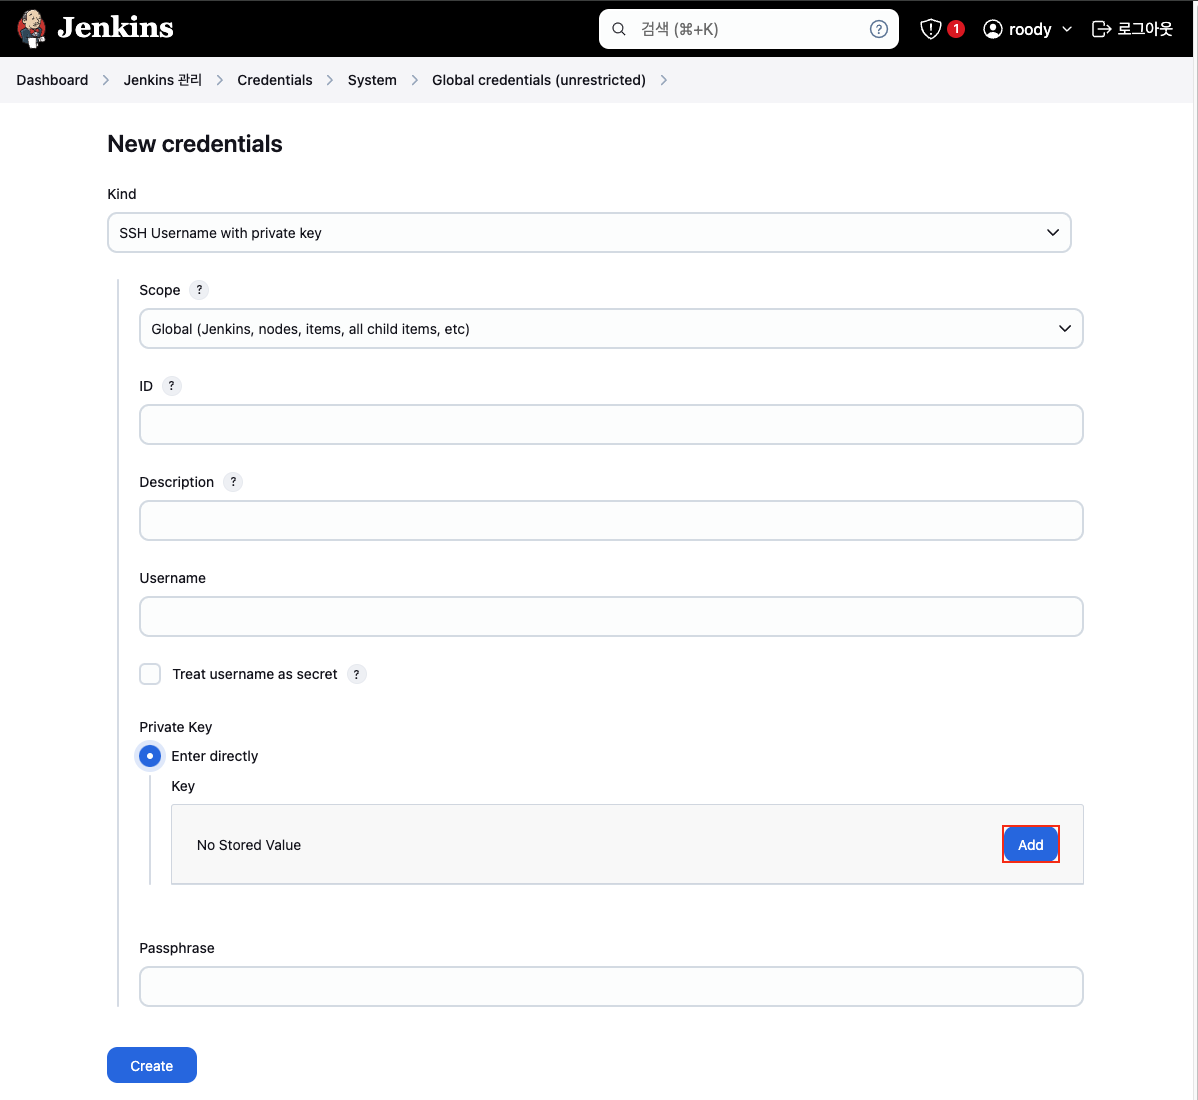 Jenkins
검색 (⌘+K)
?
1
roody
로그아웃
Dashboard
Jenkins 관리
Credentials
System
Global credentials (unrestricted)
New credentials
Kind
SSH Username with private key
Scope ?
Global (Jenkins, nodes, items, all child items, etc)
ID ?
Description ?
Username
Treat username as secret ?
Private Key
Enter directly
Key
No Stored Value
Add
Passphrase
Create